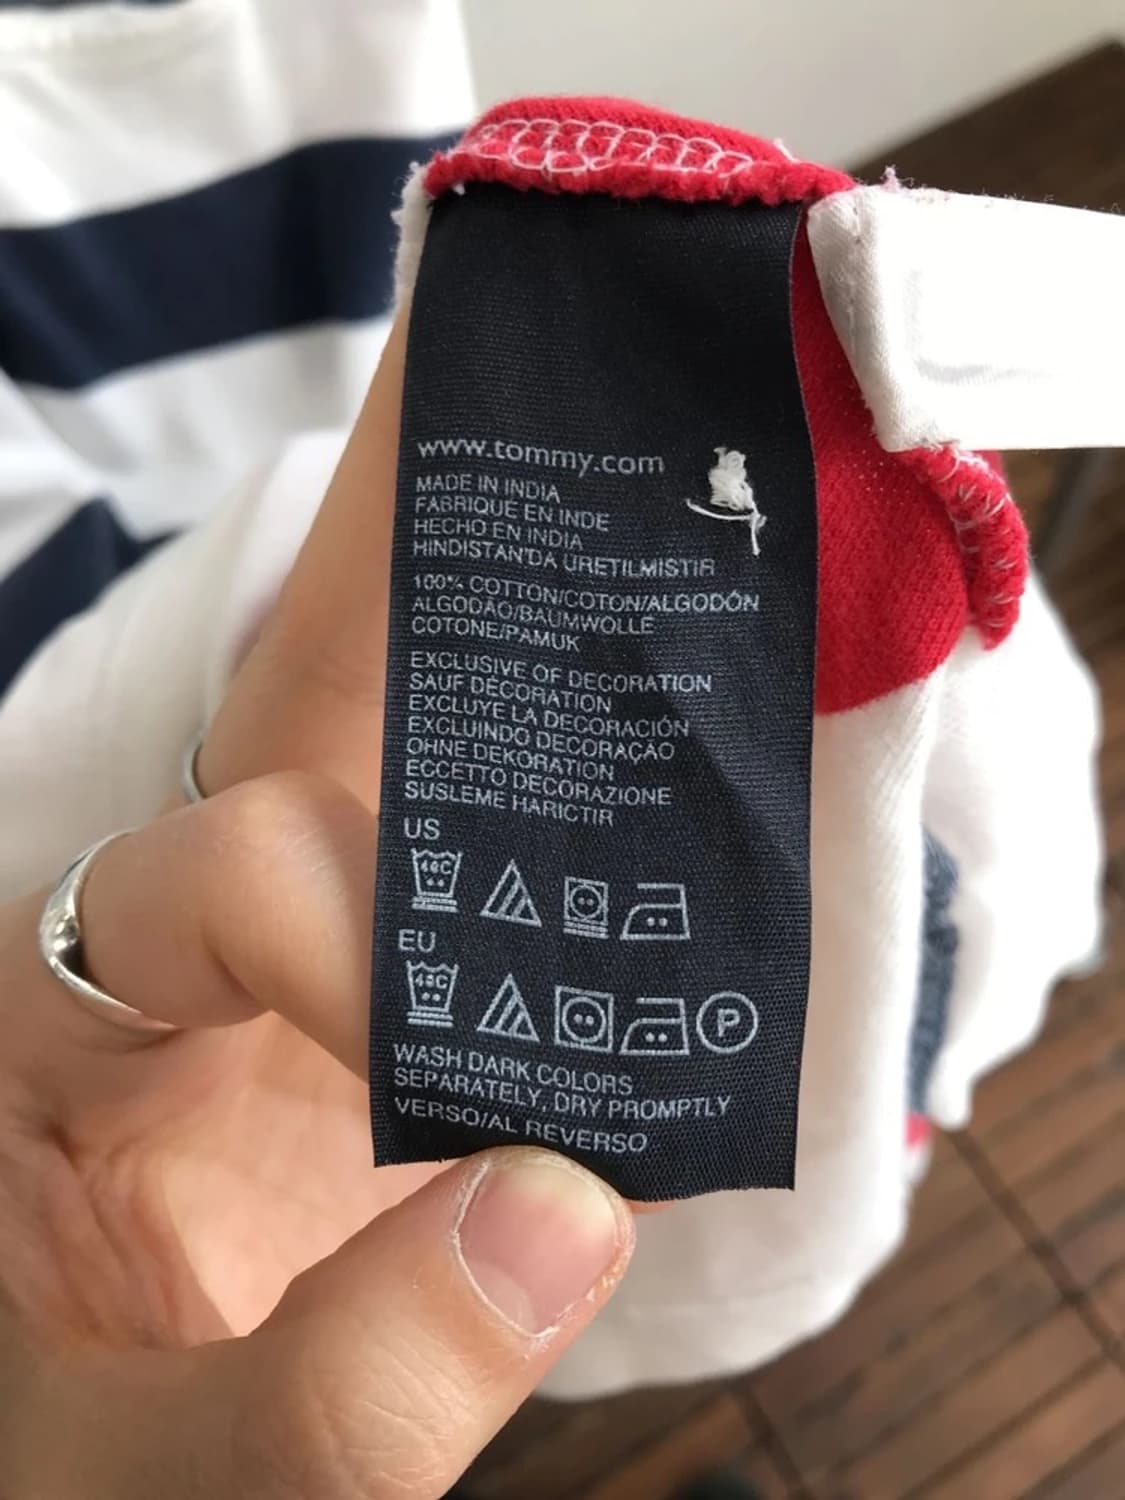 www.tommy.com
MADE IN INDIA
FABRIQUE EN INDE
HECHO EN INDIA
HINDISTAN'DA URETILMISTIR
100% COTTON/COTON/ALGODÓN
ALGODÃO/BAUMWOLLE
COTONE/PAMUK
EXCLUSIVE OF DECORATION
SAUF DÉCORATION
EXCLUYE LA DECORACIÓN
EXCLUINDO DECORAÇÃO
OHNE DEKORATION
ECCETTO DECORAZIONE
SUSLEME HARICTIR
US
EU
P
WASH DARK COLORS
SEPARATELY, DRY PROMPTLY
VERSO/AL REVERSO